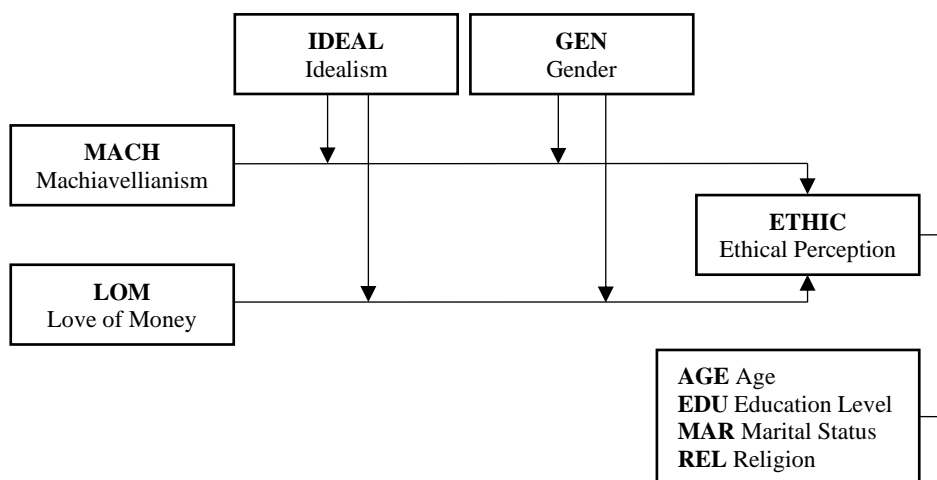 IDEAL
Idealism
GEN
Gender
MACH
Machiavellianism
ETHIC
Ethical Perception
LOM
Love of Money
AGE Age
EDU Education Level
MAR Marital Status
REL Religion